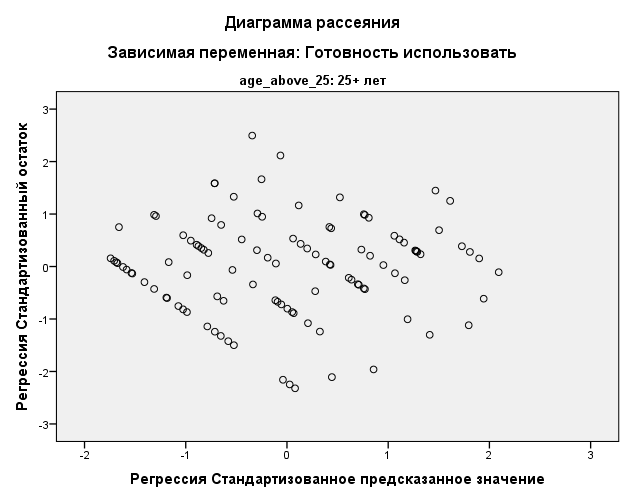 Диаграмма рассеяния
Зависимая переменная: Готовность использовать
age_above_25: 25+ лет
Регрессия Стандартизованный остаток
3
2
1
0
-1
-2
-3
-2
-1
0
1
2
3
Регрессия Стандартизованное предсказанное значение